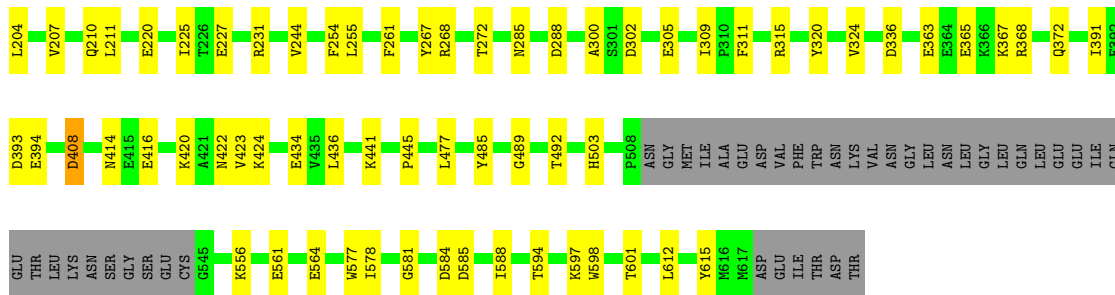 L204 V207 Q210 L211 E220 I225 T226 E227 R231 V244 F254 L255 F261 Y267 R268 T272 N285 D288 A300 S301 D302 E305 I309 P310 F311 R315 Y320 V324 D336 E363 E364 E365 K366 K367 R368 Q372 I391 E392
D393 E394 D408 N414 E415 E416 K420 A421 N422 V423 K424 E434 V435 L436 K441 P445 L477 Y485 G489 T492 H503 P508 ASN GLY MET ILE ALA GLU ASP VAL PHE TRP ASN LYS VAL ASN GLY LEU ASN LEU GLY LEU GLN LEU GLU GLU ILE GLN
GLU THR LEU LYS ASN SER GLY SER GLU CYS G545 K556 E561 E564 W577 I578 G581 D584 D585 I588 T594 K597 W598 T601 L612 Y615 M616 M617 ASP GLU ILE THR ASP THR